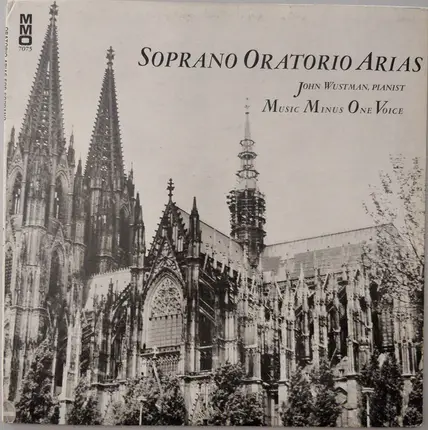 MMO
7075
SOPRANO ORATORIO ARIAS
JOHN WUSTMAN, PIANIST
MUSIC MINUS ONE VOICE